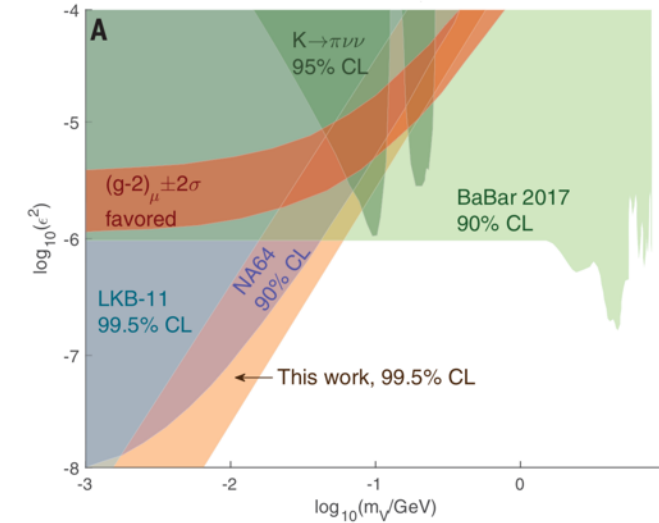 A
-4
K→πνν
95% CL
-5
(g-2)μ±2σ
favored
BaBar 2017
90% CL
log10(ϵ2)
-6
NA64
90% CL
LKB-11
99.5% CL
-7
This work, 99.5% CL
-8
-3
-2
-1
0
log10(mV/GeV)